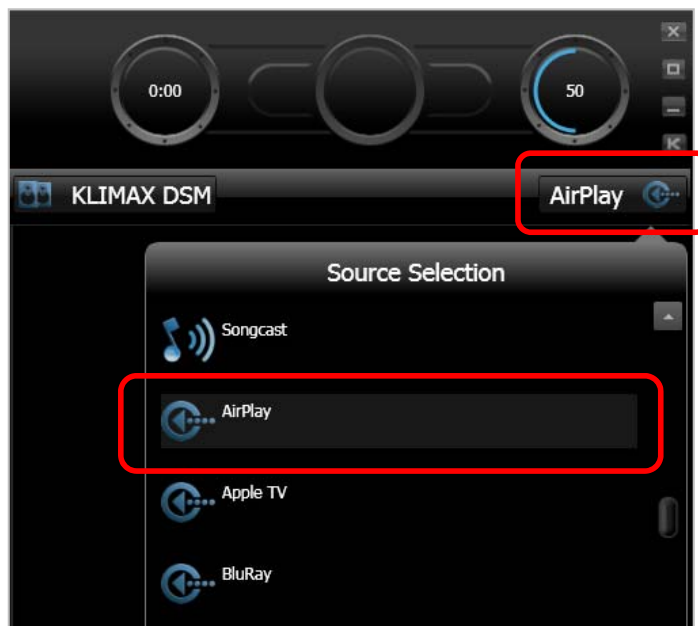 0:00
50
KLIMAX DSM
AirPlay
Source Selection
Songcast
AirPlay
Apple TV
BluRay